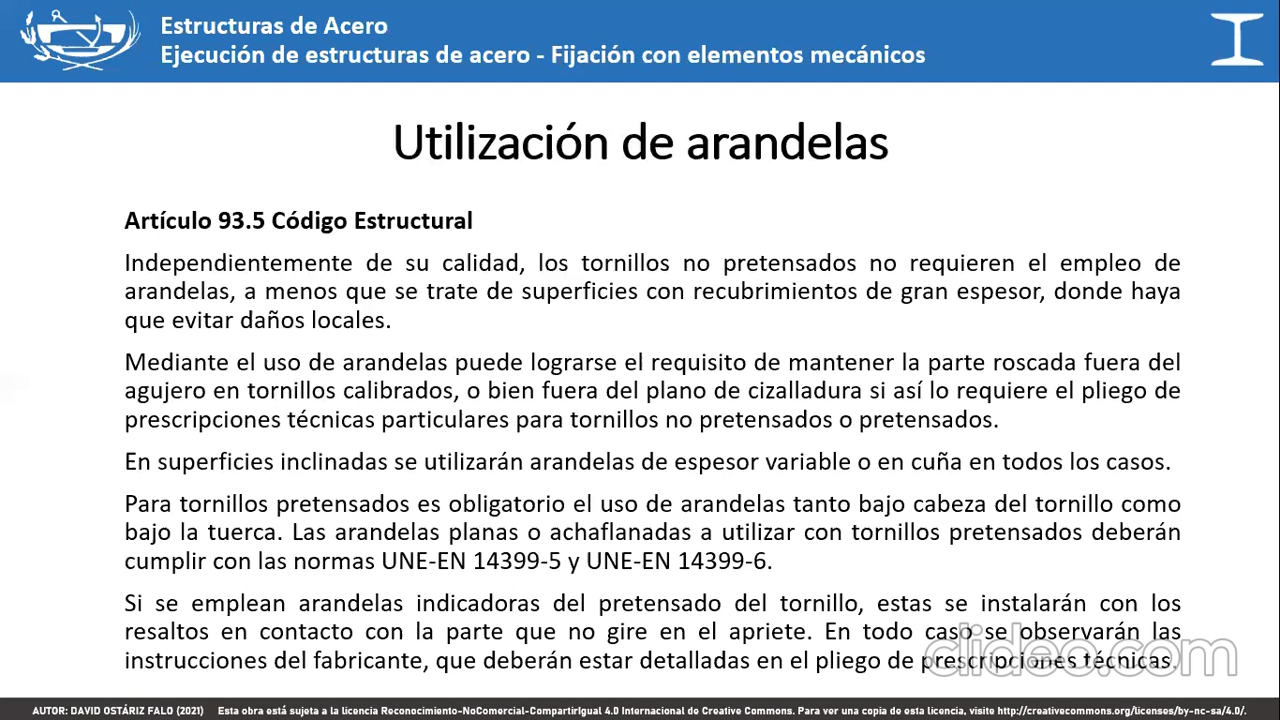 Estructuras de Acero
Ejecución de estructuras de acero - Fijación con elementos mecánicos
Utilización de arandelas
Artículo 93.5 Código Estructural
Independientemente de su calidad, los tornillos no pretensados no requieren el empleo de
arandelas, a menos que se trate de superficies con recubrimientos de gran espesor, donde haya
que evitar daños locales.
Mediante el uso de arandelas puede lograrse el requisito de mantener la parte roscada fuera del
agujero en tornillos calibrados, o bien fuera del plano de cizalladura si así lo requiere el pliego de
prescripciones técnicas particulares para tornillos no pretensados o pretensados.
En superficies inclinadas se utilizarán arandelas de espesor variable o en cuña en todos los casos.
Para tornillos pretensados es obligatorio el uso de arandelas tanto bajo cabeza del tornillo como
bajo la tuerca. Las arandelas planas o achaflanadas a utilizar con tornillos pretensados deberán
cumplir con las normas UNE-EN 14399-5 y UNE-EN 14399-6.
Si se emplean arandelas indicadoras del pretensado del tornillo, estas se instalarán con los
resaltos en contacto con la parte que no gire en el apriete. En todo caso se observarán las
instrucciones del fabricante, que deberán estar detalladas en el pliego de prescripciones técnicas.
clideo.com
AUTOR: DAVID OSTÁRIZ FALO (2021) Esta obra está sujeta a la licencia Reconocimiento-NoComercial-CompartirIgual 4.0 Internacional de Creative Commons. Para ver una copia de esta licencia, visite http://creativecommons.org/licenses/by-nc-sa/4.0/.